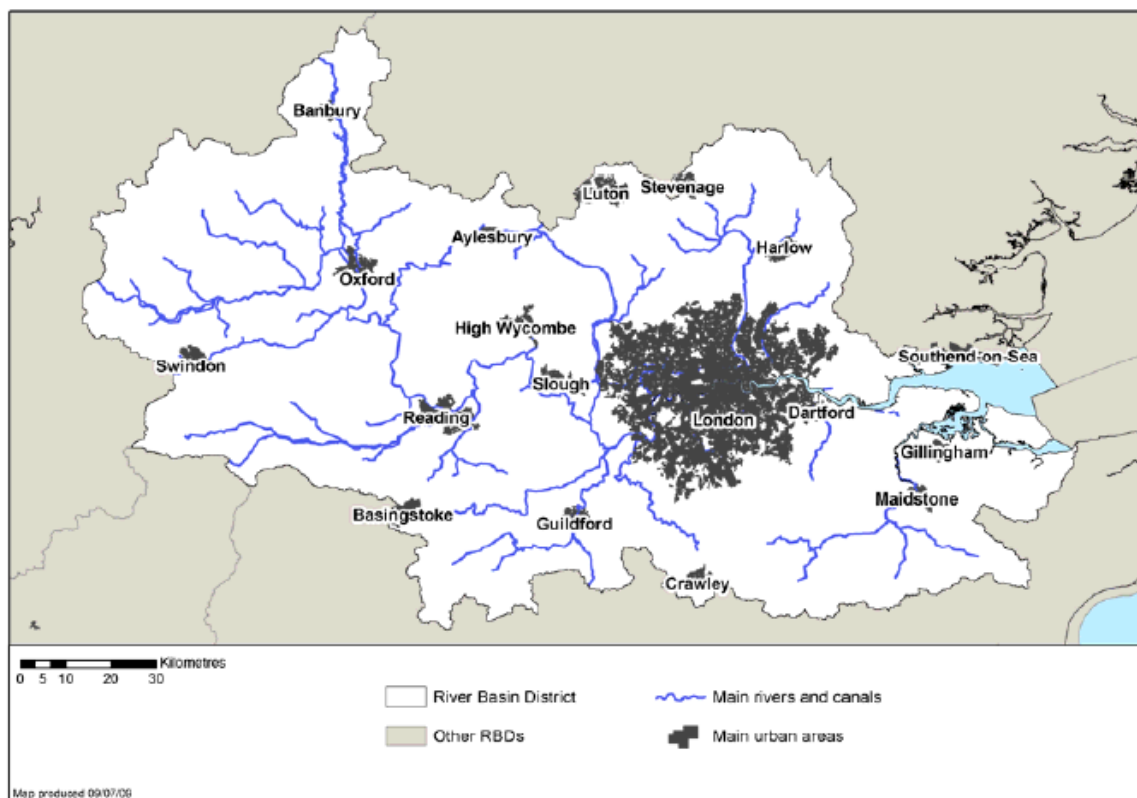 Banbury
Luton
Stevenage
Aylesbury
Harlow
Oxford
High Wycombe
Swindon
Southend-on-Sea
Slough
Reading
London
Dartford
Gillingham
Maidstone
Basingstoke
Guildford
Crawley
Kilometres
0 5 10 20 30
River Basin District
Main rivers and canals
Other RBDs
Main urban areas
Map produced 09/07/09